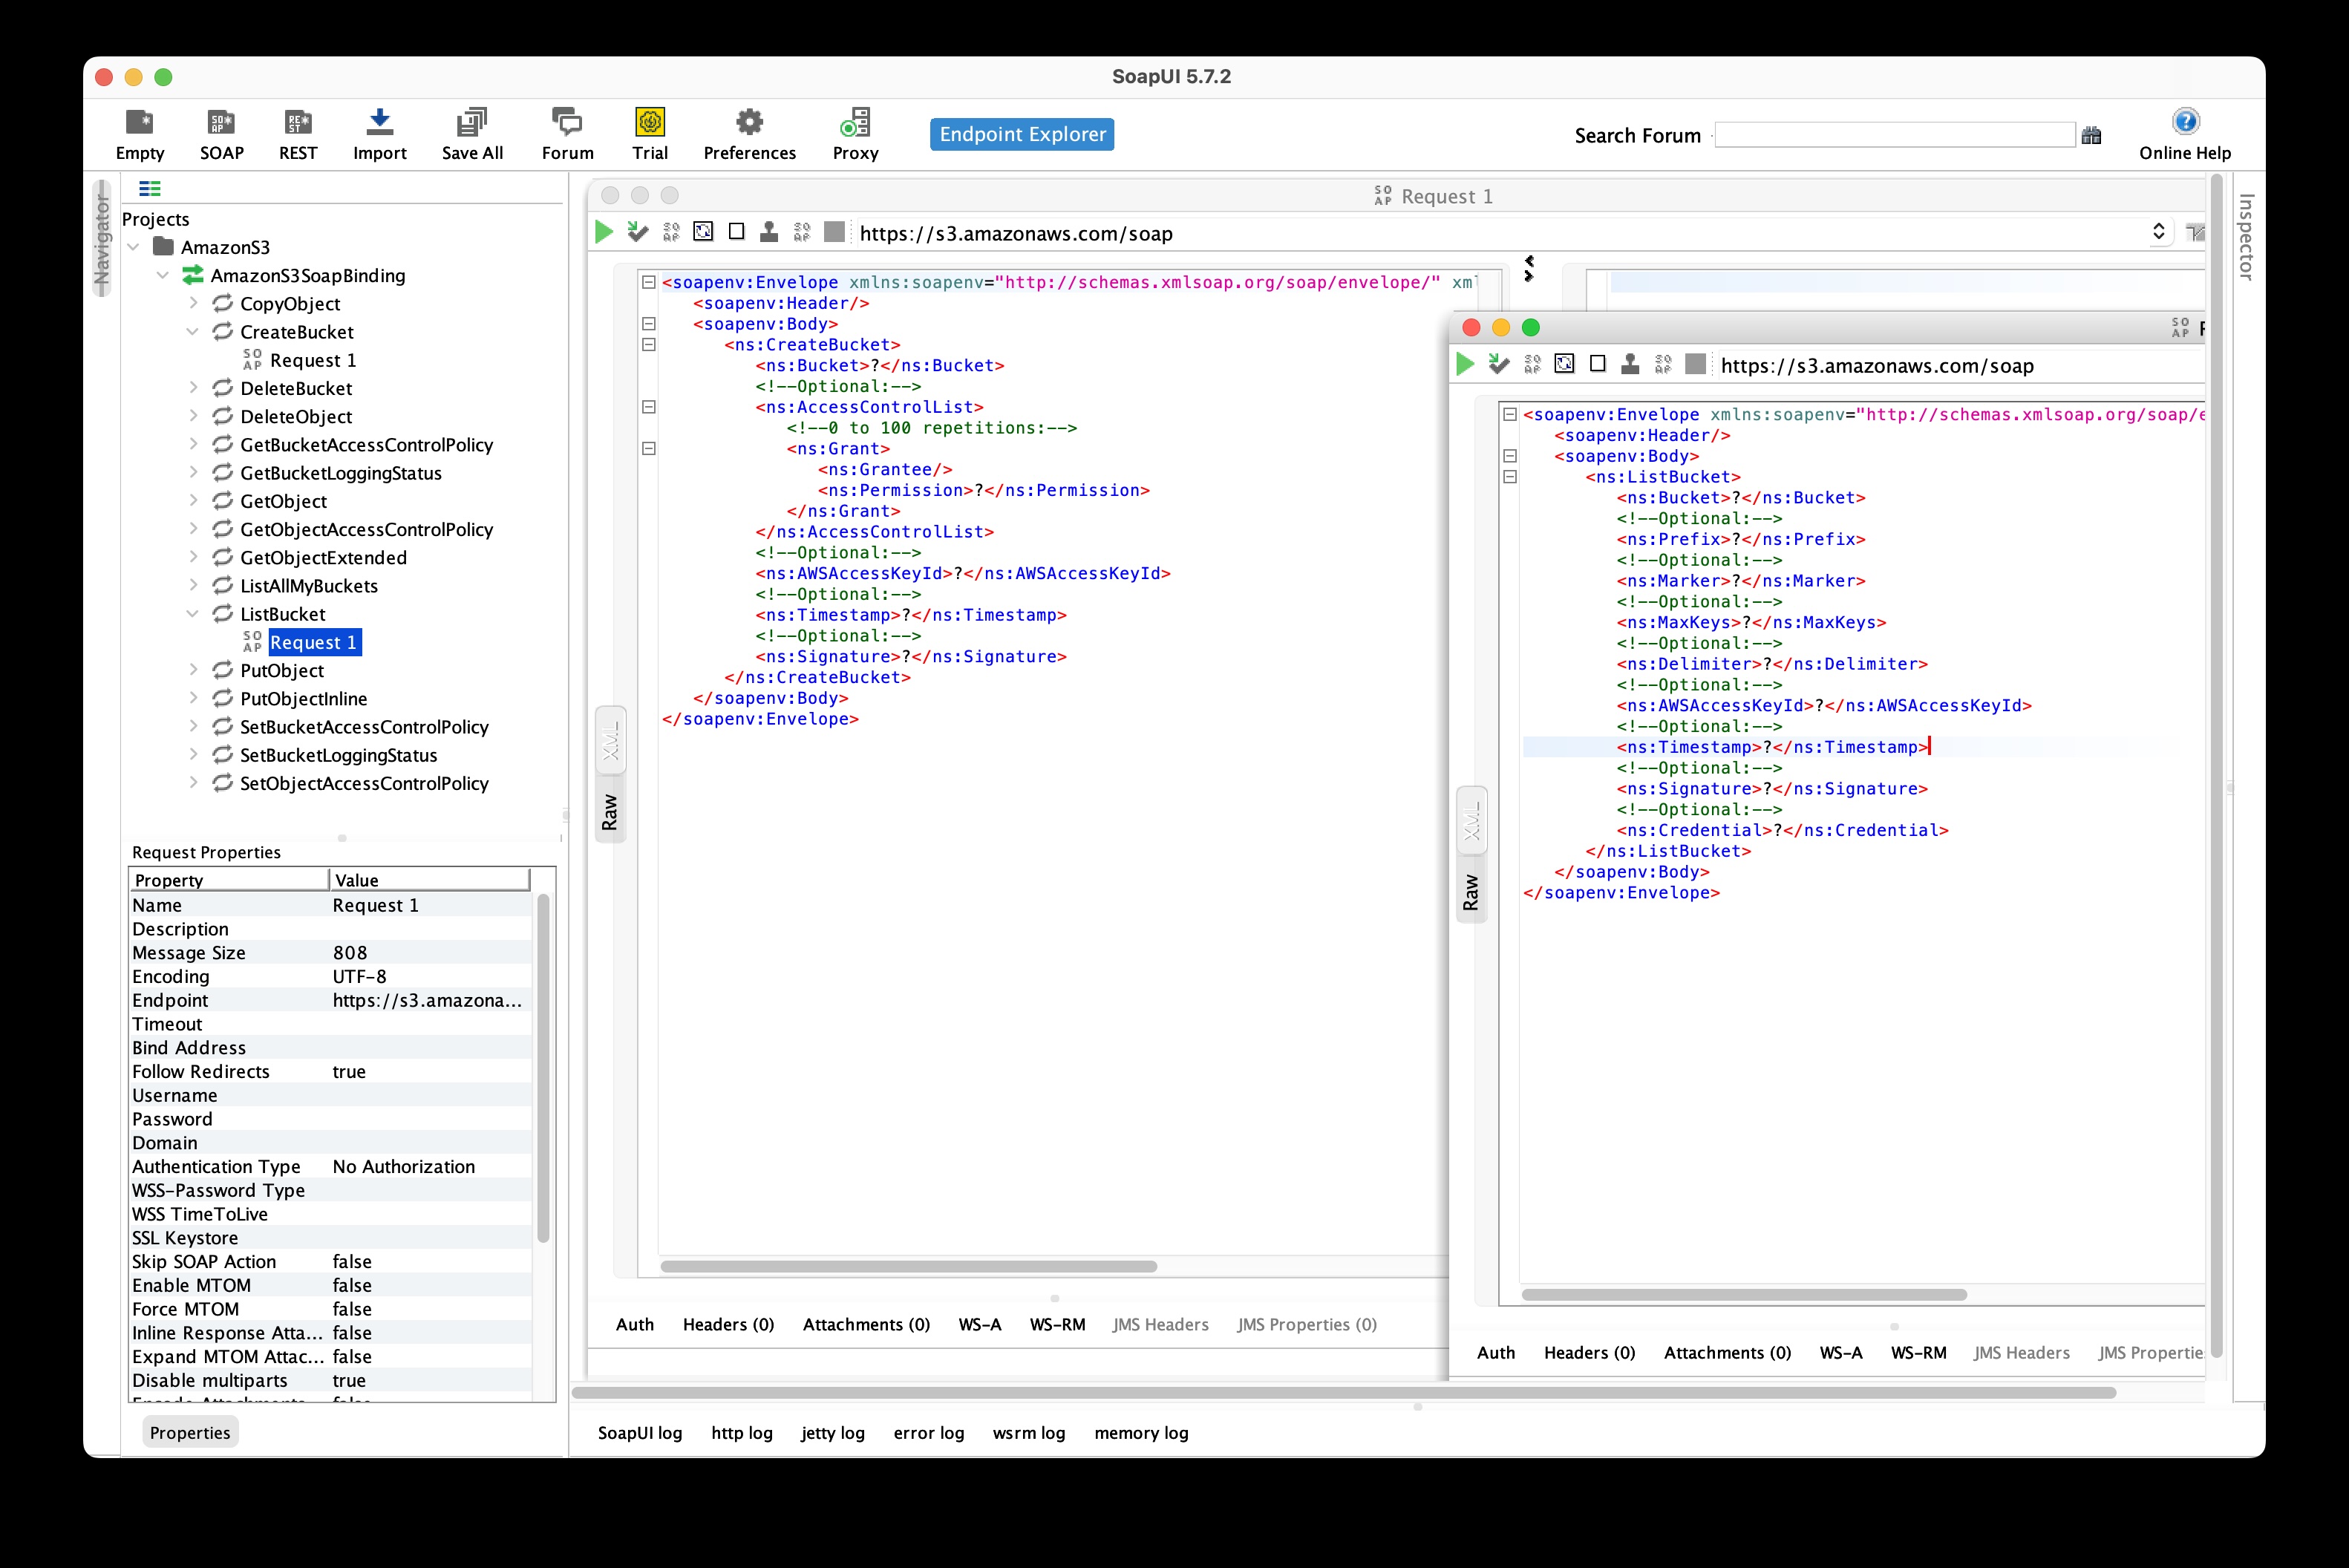 SoapUI 5.7.2
Empty
SOAP
REST
Import
Save All
Forum
Trial
Preferences
Proxy
Endpoint Explorer
Search Forum
Online Help
Navigator
Projects
AmazonS3
AmazonS3SoapBinding
CopyObject
CreateBucket
Request 1
DeleteBucket
DeleteObject
GetBucketAccessControlPolicy
GetBucketLoggingStatus
GetObject
GetObjectAccessControlPolicy
GetObjectExtended
ListAllMyBuckets
ListBucket
Request 1
PutObject
PutObjectInline
SetBucketAccessControlPolicy
SetBucketLoggingStatus
SetObjectAccessControlPolicy
Request Properties
Property Value
Name Request 1
Description
Message Size 808
Encoding UTF-8
Endpoint https://s3.amazona...
Timeout
Bind Address
Follow Redirects true
Username
Password
Domain
Authentication Type No Authorization
WSS-Password Type
WSS TimeToLive
SSL Keystore
Skip SOAP Action false
Enable MTOM false
Force MTOM false
Inline Response Atta... false
Expand MTOM Attac... false
Disable multiparts true
Properties
Request 1
https://s3.amazonaws.com/soap
<soapenv:Envelope xmlns:soapenv="http://schemas.xmlsoap.org/soap/envelope/" xml
<soapenv:Header/>
<soapenv:Body>
<ns:CreateBucket>
<ns:Bucket>?</ns:Bucket>
<!--Optional:-->
<ns:AccessControlList>
<!--0 to 100 repetitions:-->
<ns:Grant>
<ns:Grantee/>
<ns:Permission>?</ns:Permission>
</ns:Grant>
</ns:AccessControlList>
<!--Optional:-->
<ns:AWSAccessKeyId>?</ns:AWSAccessKeyId>
<!--Optional:-->
<ns:Timestamp>?</ns:Timestamp>
<!--Optional:-->
<ns:Signature>?</ns:Signature>
</ns:CreateBucket>
</soapenv:Body>
</soapenv:Envelope>
XML
Raw
Auth Headers (0) Attachments (0) WS-A WS-RM JMS Headers JMS Properties (0)
https://s3.amazonaws.com/soap
<soapenv:Envelope xmlns:soapenv="http://schemas.xmlsoap.org/soap/e
<soapenv:Header/>
<soapenv:Body>
<ns:ListBucket>
<ns:Bucket>?</ns:Bucket>
<!--Optional:-->
<ns:Prefix>?</ns:Prefix>
<!--Optional:-->
<ns:Marker>?</ns:Marker>
<!--Optional:-->
<ns:MaxKeys>?</ns:MaxKeys>
<!--Optional:-->
<ns:Delimiter>?</ns:Delimiter>
<!--Optional:-->
<ns:AWSAccessKeyId>?</ns:AWSAccessKeyId>
<!--Optional:-->
<ns:Timestamp>?</ns:Timestamp>
<!--Optional:-->
<ns:Signature>?</ns:Signature>
<!--Optional:-->
<ns:Credential>?</ns:Credential>
</ns:ListBucket>
</soapenv:Body>
</soapenv:Envelope>
XML
Raw
Auth Headers (0) Attachments (0) WS-A WS-RM JMS Headers JMS Propertie
Inspector
SoapUI log http log jetty log error log wsrm log memory log